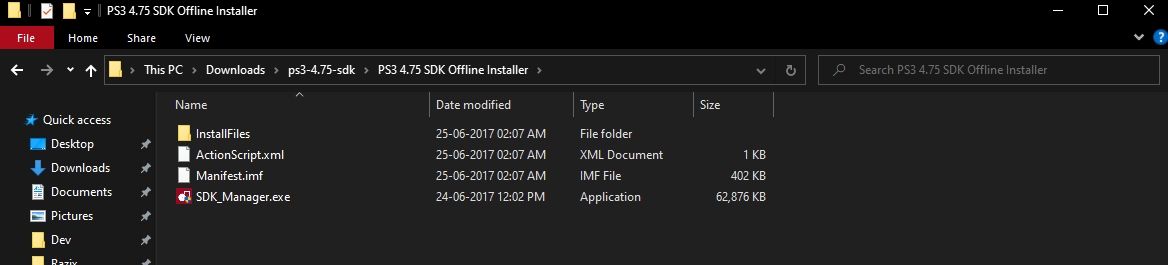 PS3 4.75 SDK Offline Installer
File Home Share View
This PC Downloads ps3-4.75-sdk PS3 4.75 SDK Offline Installer Search PS3 4.75 SDK Offline Installer
Name Date modified Type Size
Quick access
InstallFiles 25-06-2017 02:07 AM File folder
Desktop
ActionScript.xml 25-06-2017 02:07 AM XML Document 1 KB
Downloads
Manifest.imf 25-06-2017 02:07 AM IMF File 402 KB
Documents
SDK_Manager.exe 24-06-2017 12:02 PM Application 62,876 KB
Pictures
Dev
Razix